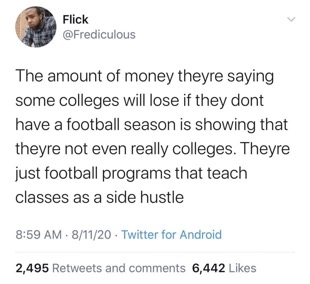 Flick
@Frediculous
The amount of money theyre saying
some colleges will lose if they dont
have a football season is showing that
theyre not even really colleges. Theyre
just football programs that teach
classes as a side hustle
8:59 AM · 8/11/20 · Twitter for Android
2,495 Retweets and comments 6,442 Likes